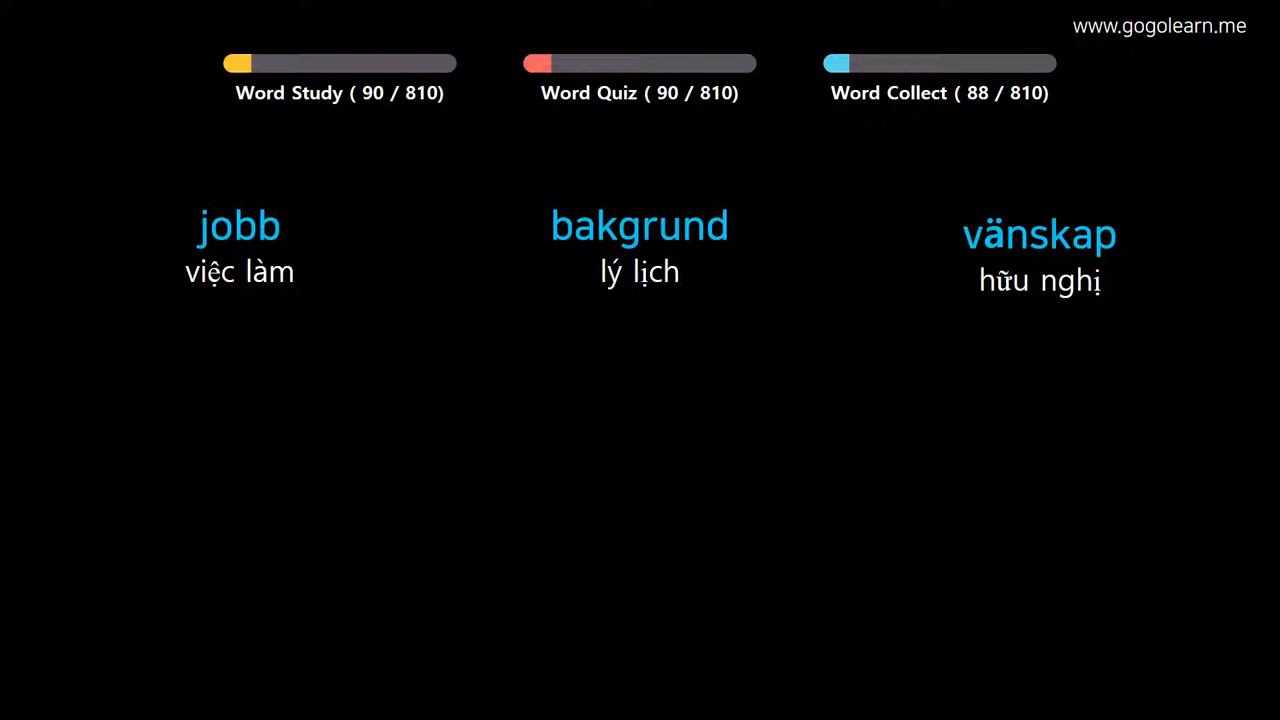 www.gogolearn.me
Word Study ( 90 / 810)
Word Quiz ( 90 / 810)
Word Collect ( 88 / 810)
jobb
việc làm
bakgrund
lý lịch
vänskap
hữu nghị